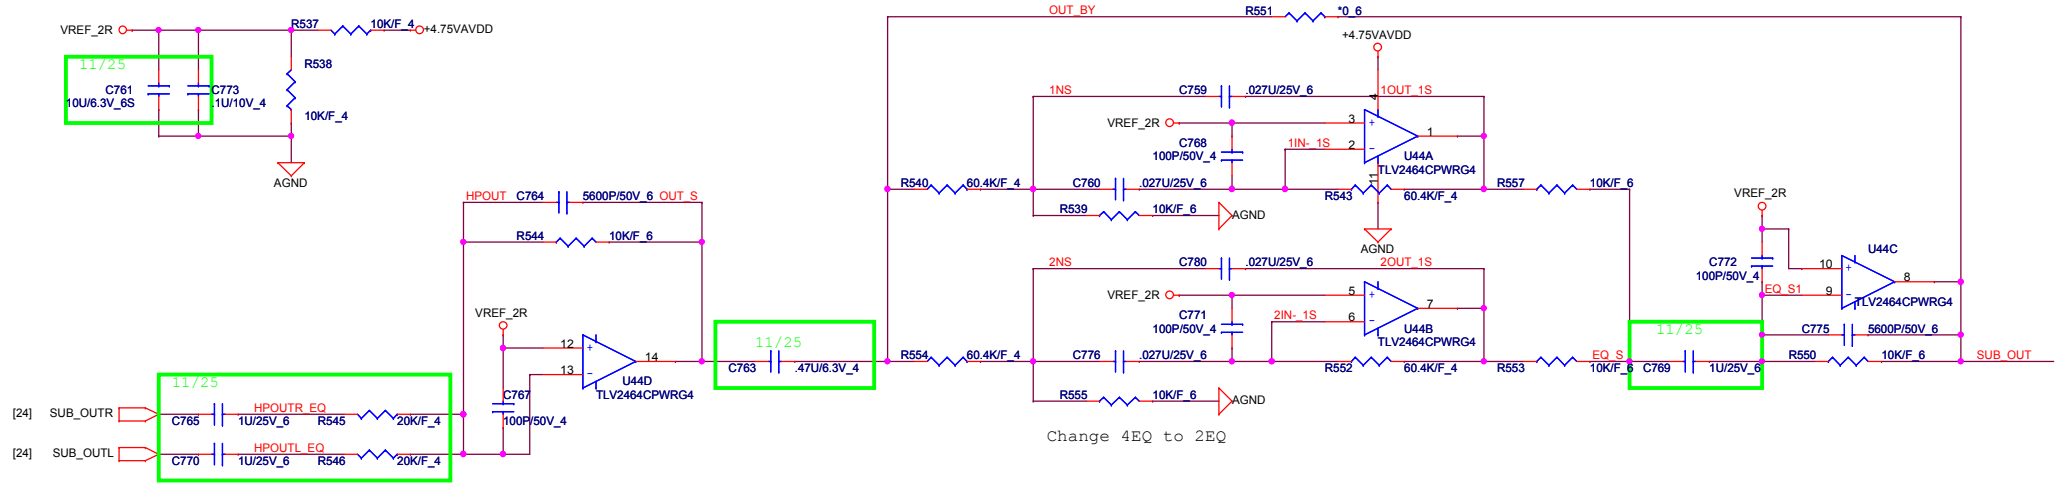 OUT_BY
R551
*0_6
VREF_2R
R537
10K/F_4
+4.75VAVDD
+4.75VAVDD
11/25
R538
C761
10U/6.3V_6S
C773
.1U/10V_4
10K/F_4
AGND
1NS
C759
.027U/25V_6
1OUT_1S
4
VREF_2R
3
+
1
C768
100P/50V_4
1IN-_1S
2
-
U44A
TLV2464CPWRG4
11
R540
60.4K/F_4
C760
.027U/25V_6
R543
60.4K/F_4
R557
10K/F_6
R539
10K/F_6
AGND
AGND
HPOUT
C764
5600P/50V_6
OUT_S
R544
10K/F_6
VREF_2R
U44C
C772
100P/50V_4
10
+
8
EQ_S1
9
-
TLV2464CPWRG4
2NS
C780
.027U/25V_6
2OUT_1S
VREF_2R
5
+
7
C771
100P/50V_4
2IN-_1S
6
-
U44B
TLV2464CPWRG4
VREF_2R
12
+
14
13
-
U44D
TLV2464CPWRG4
C767
100P/50V_4
11/25
C763
.47U/6.3V_4
R554
60.4K/F_4
C776
.027U/25V_6
R552
60.4K/F_4
R553
10K/F_6
EQ_S
11/25
C769
1U/25V_6
C775
5600P/50V_6
R550
10K/F_6
SUB_OUT
R555
10K/F_6
AGND
Change 4EQ to 2EQ
11/25
[24]
SUB_OUTR
C765
1U/25V_6
HPOUTR_EQ
R545
20K/F_4
[24]
SUB_OUTL
C770
1U/25V_6
HPOUTL_EQ
R546
20K/F_4